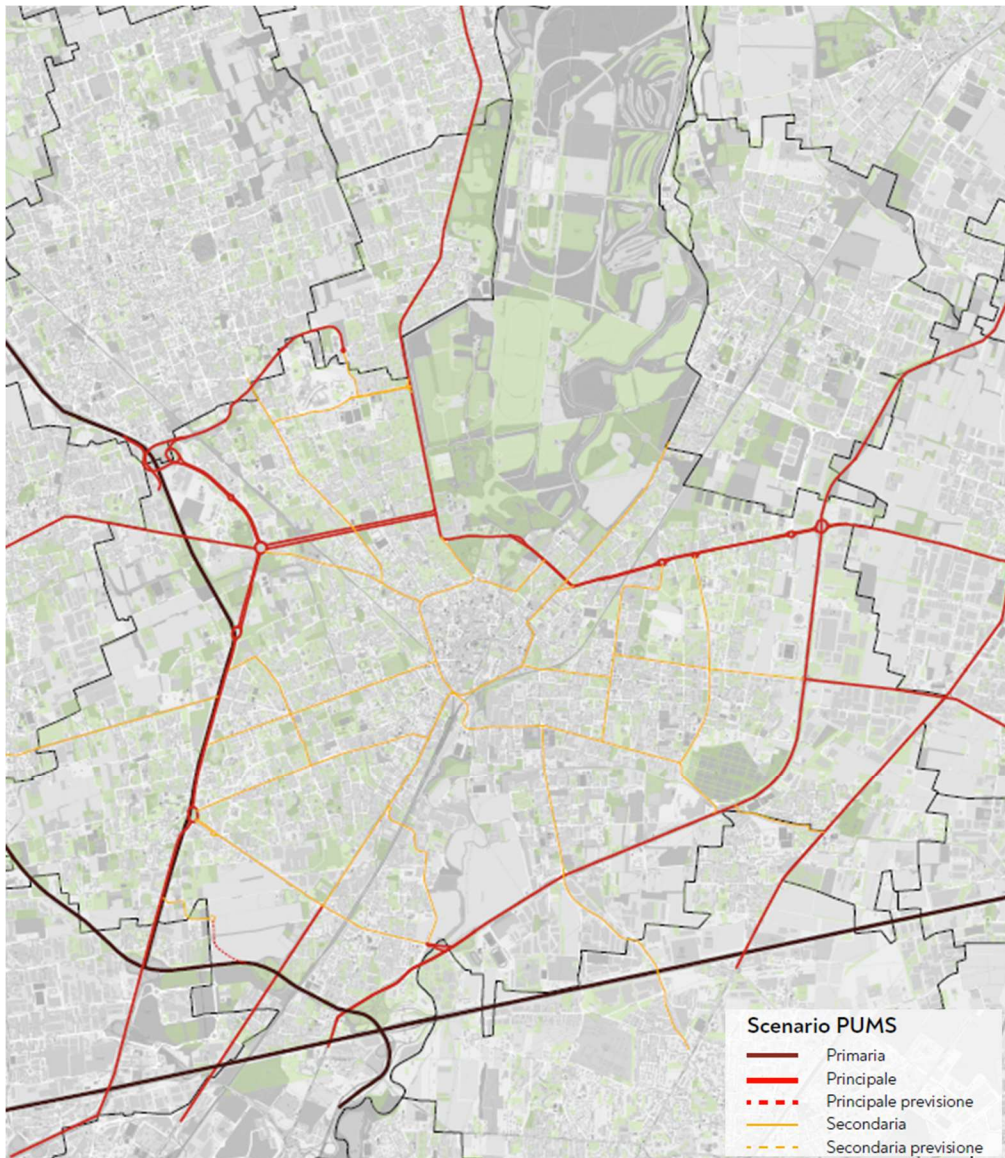 Scenario PUMS
Primaria
Principale
Principale previsione
Secondaria
Secondaria previsione